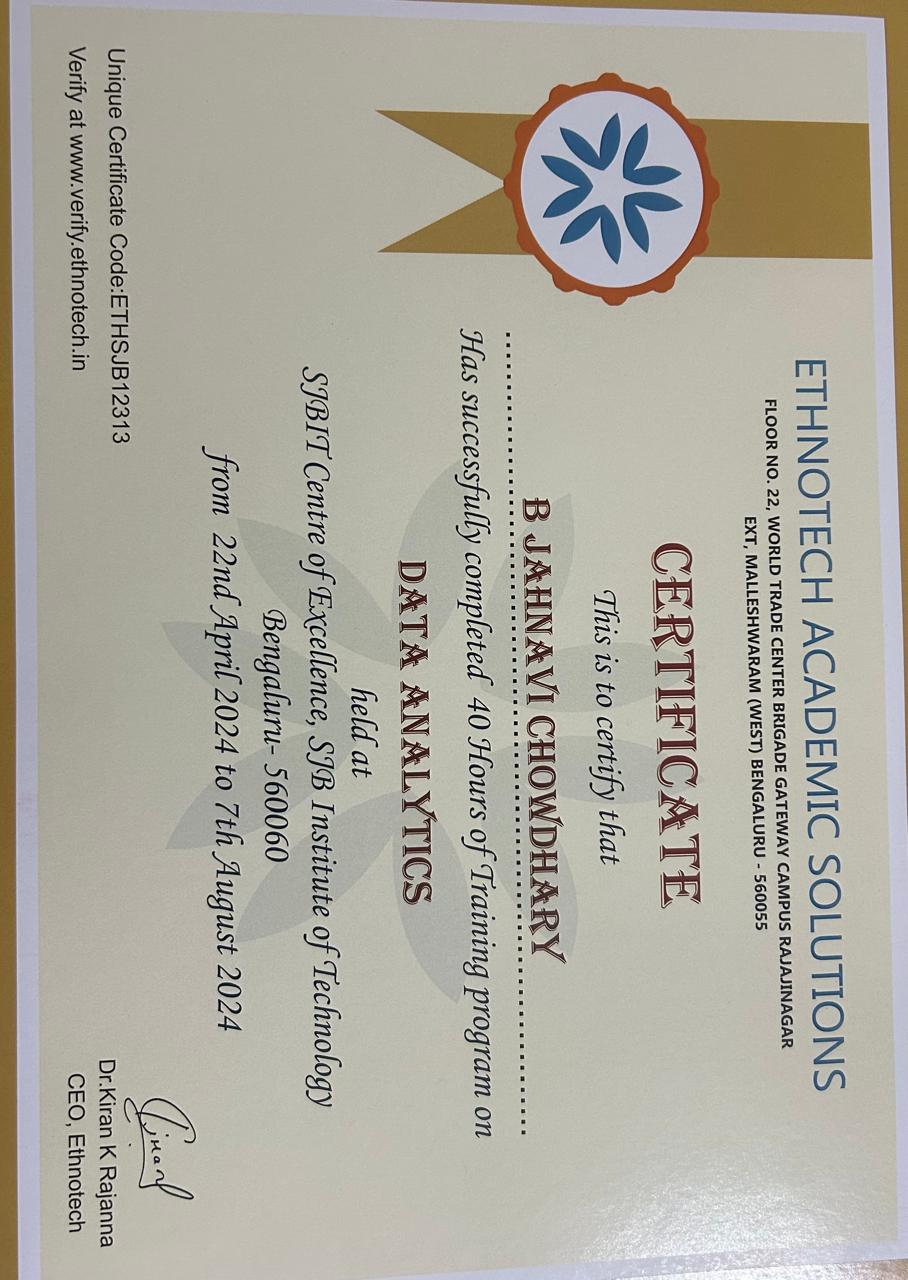 ETHNOTECH ACADEMIC SOLUTIONS
FLOOR NO. 22, WORLD TRADE CENTER BRIGADE GATEWAY CAMPUS RAJAJINAGAR
EXT, MALLESHWARAM (WEST) BENGALURU - 560055
CERTIFICATE
This is to certify that
B JAHNAVI CHOWDHARY
Has successfully completed 40 Hours of Training program on
DATA ANALYTICS
held at
SJBIT Centre of Excellence, SJB Institute of Technology
Bengaluru- 560060
from 22nd April 2024 to 7th August 2024
Unique Certificate Code:ETHSJB12313
Verify at www.verify.ethnotech.in
Dr.Kiran K Rajanna
CEO, Ethnotech